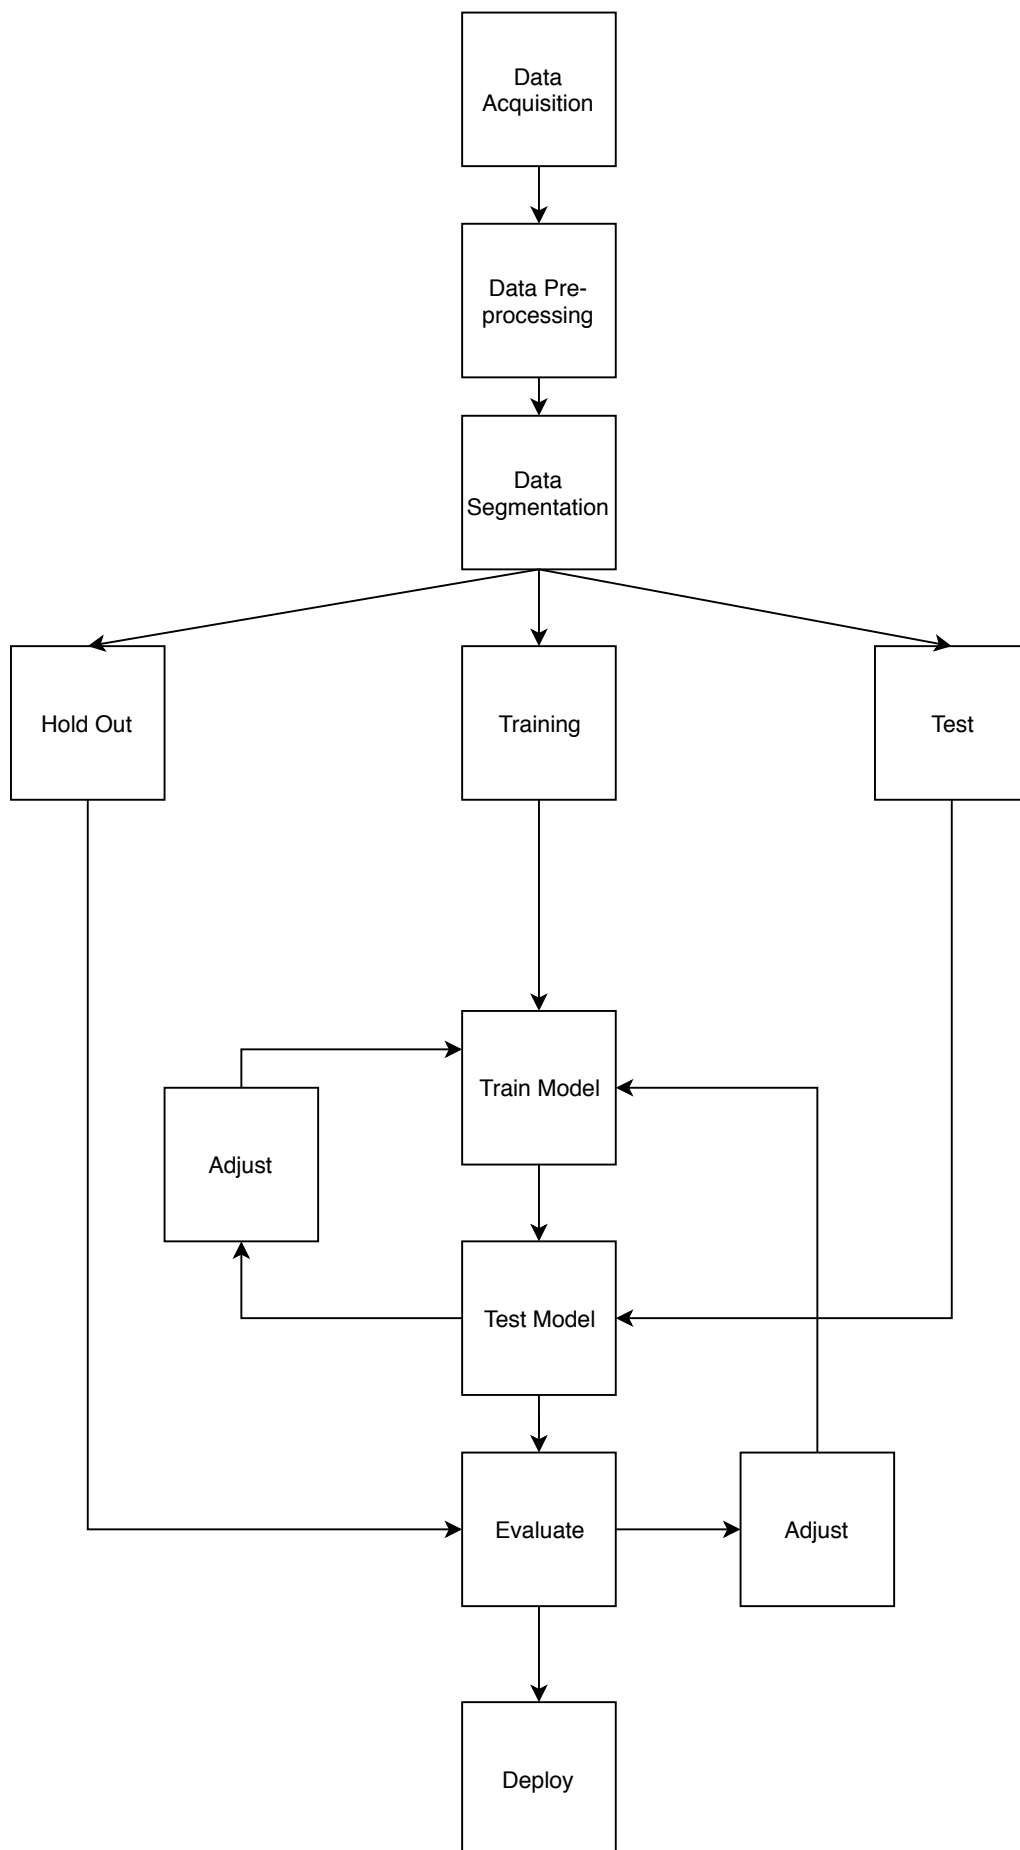 Data
Acquisition
Data Pre-
processing
Data
Segmentation
Hold Out
Training
Test
Train Model
Adjust
Test Model
Evaluate
Adjust
Deploy